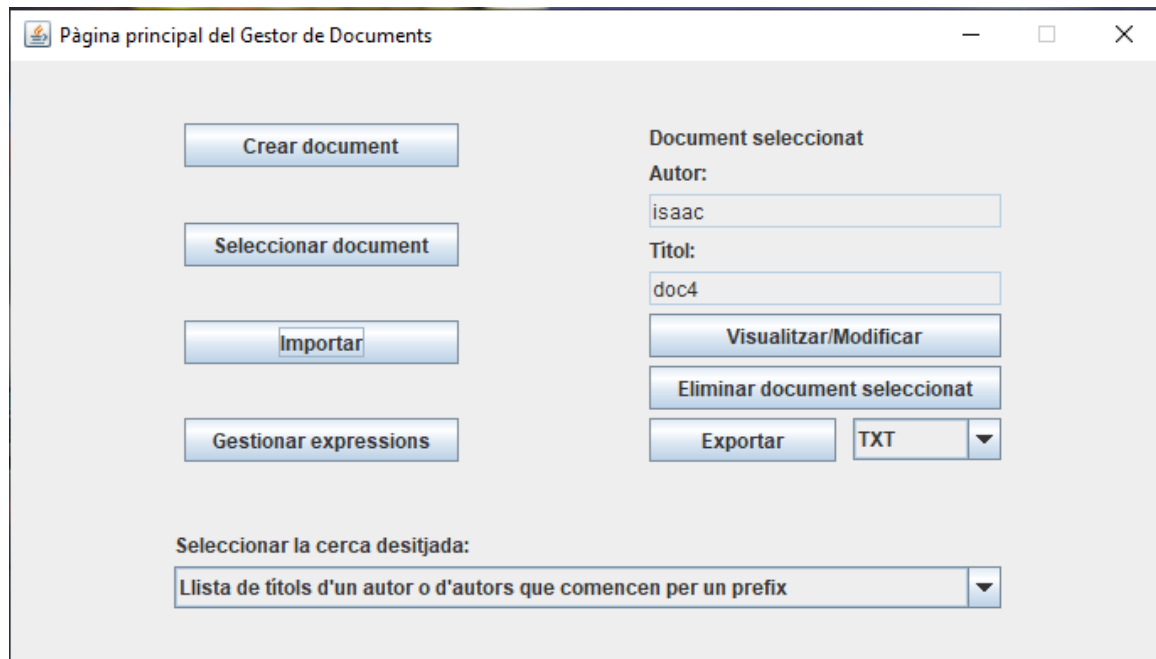 Pàgina principal del Gestor de Documents
Crear document
Seleccionar document
Importar
Gestionar expressions
Document seleccionat
Autor:
isaac
Títol:
doc4
Visualitzar/Modificar
Eliminar document seleccionat
Exportar
TXT
Seleccionar la cerca desitjada:
Llista de títols d'un autor o d'autors que comencen per un prefix